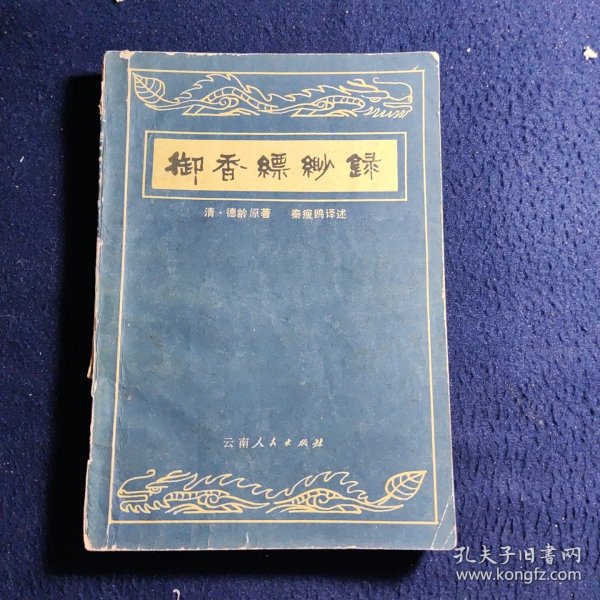 御香縹緲録
清·德龄原著 秦瘦鸥译述
云南人民出版社
孔夫子旧书网
www.kongfz.com